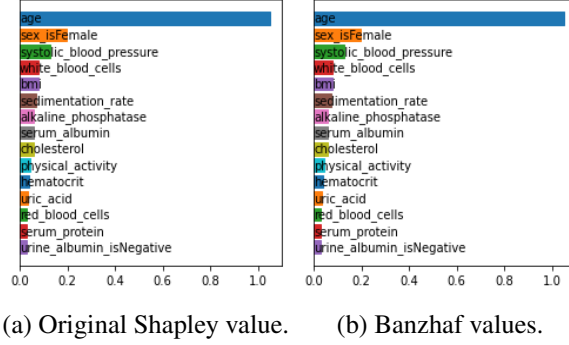 age
sex_isFemale
systolic_blood_pressure
white_blood_cells
bmi
sedimentation_rate
alkaline_phosphatase
serum_albumin
cholesterol
physical_activity
hematocrit
uric_acid
red_blood_cells
serum_protein
urine_albumin_isNegative
0.0 0.2 0.4 0.6 0.8 1.0
(a) Original Shapley value.
age
sex_isFemale
systolic_blood_pressure
white_blood_cells
bmi
sedimentation_rate
alkaline_phosphatase
serum_albumin
cholesterol
physical_activity
hematocrit
uric_acid
red_blood_cells
serum_protein
urine_albumin_isNegative
0.0 0.2 0.4 0.6 0.8 1.0
(b) Banzhaf values.